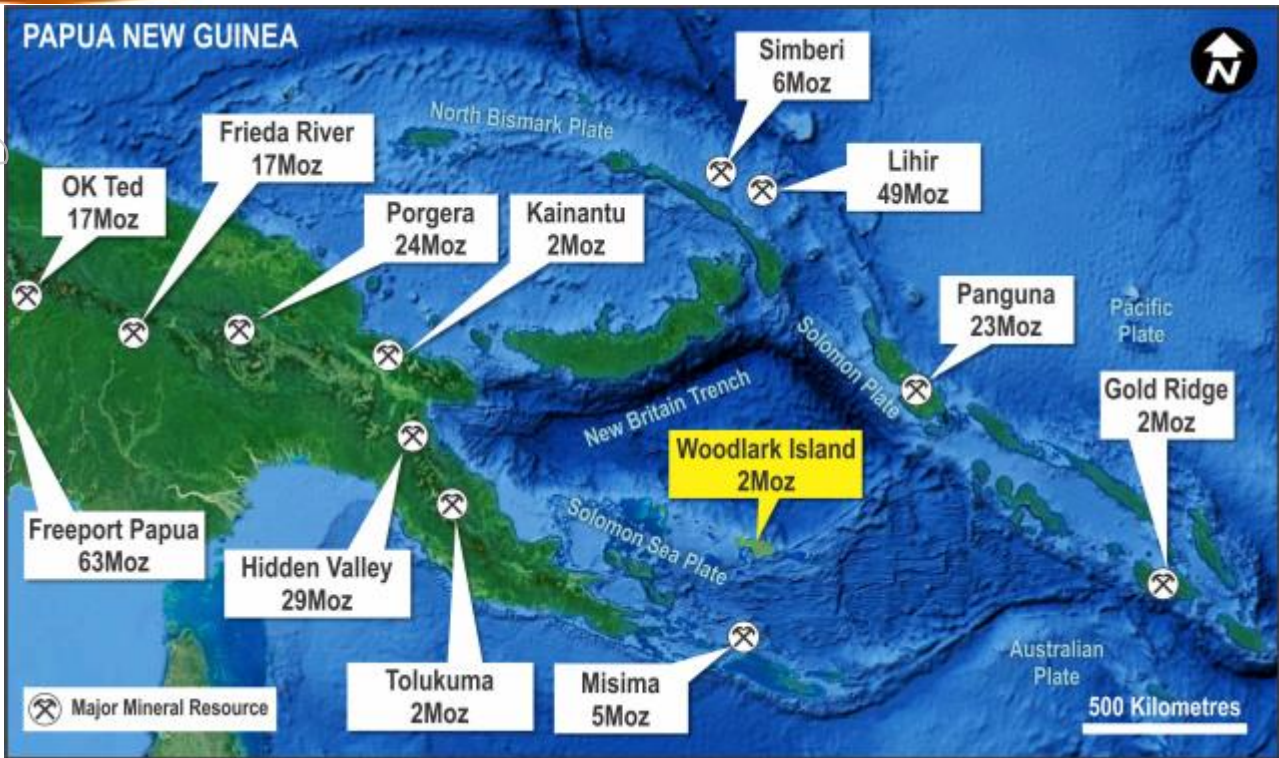 PAPUA NEW GUINEA
Simberi
6Moz
N
North Bismark Plate
Frieda River
17Moz
Lihir
49Moz
OK Ted
17Moz
Porgera
24Moz
Kainantu
2Moz
Panguna
23Moz
Pacific
Plate
Solomon Plate
Gold Ridge
2Moz
New Britain Trench
Woodlark Island
2Moz
Freeport Papua
63Moz
Solomon Sea Plate
Hidden Valley
29Moz
Australian
Plate
Tolukuma
2Moz
Misima
5Moz
Major Mineral Resource
500 Kilometres